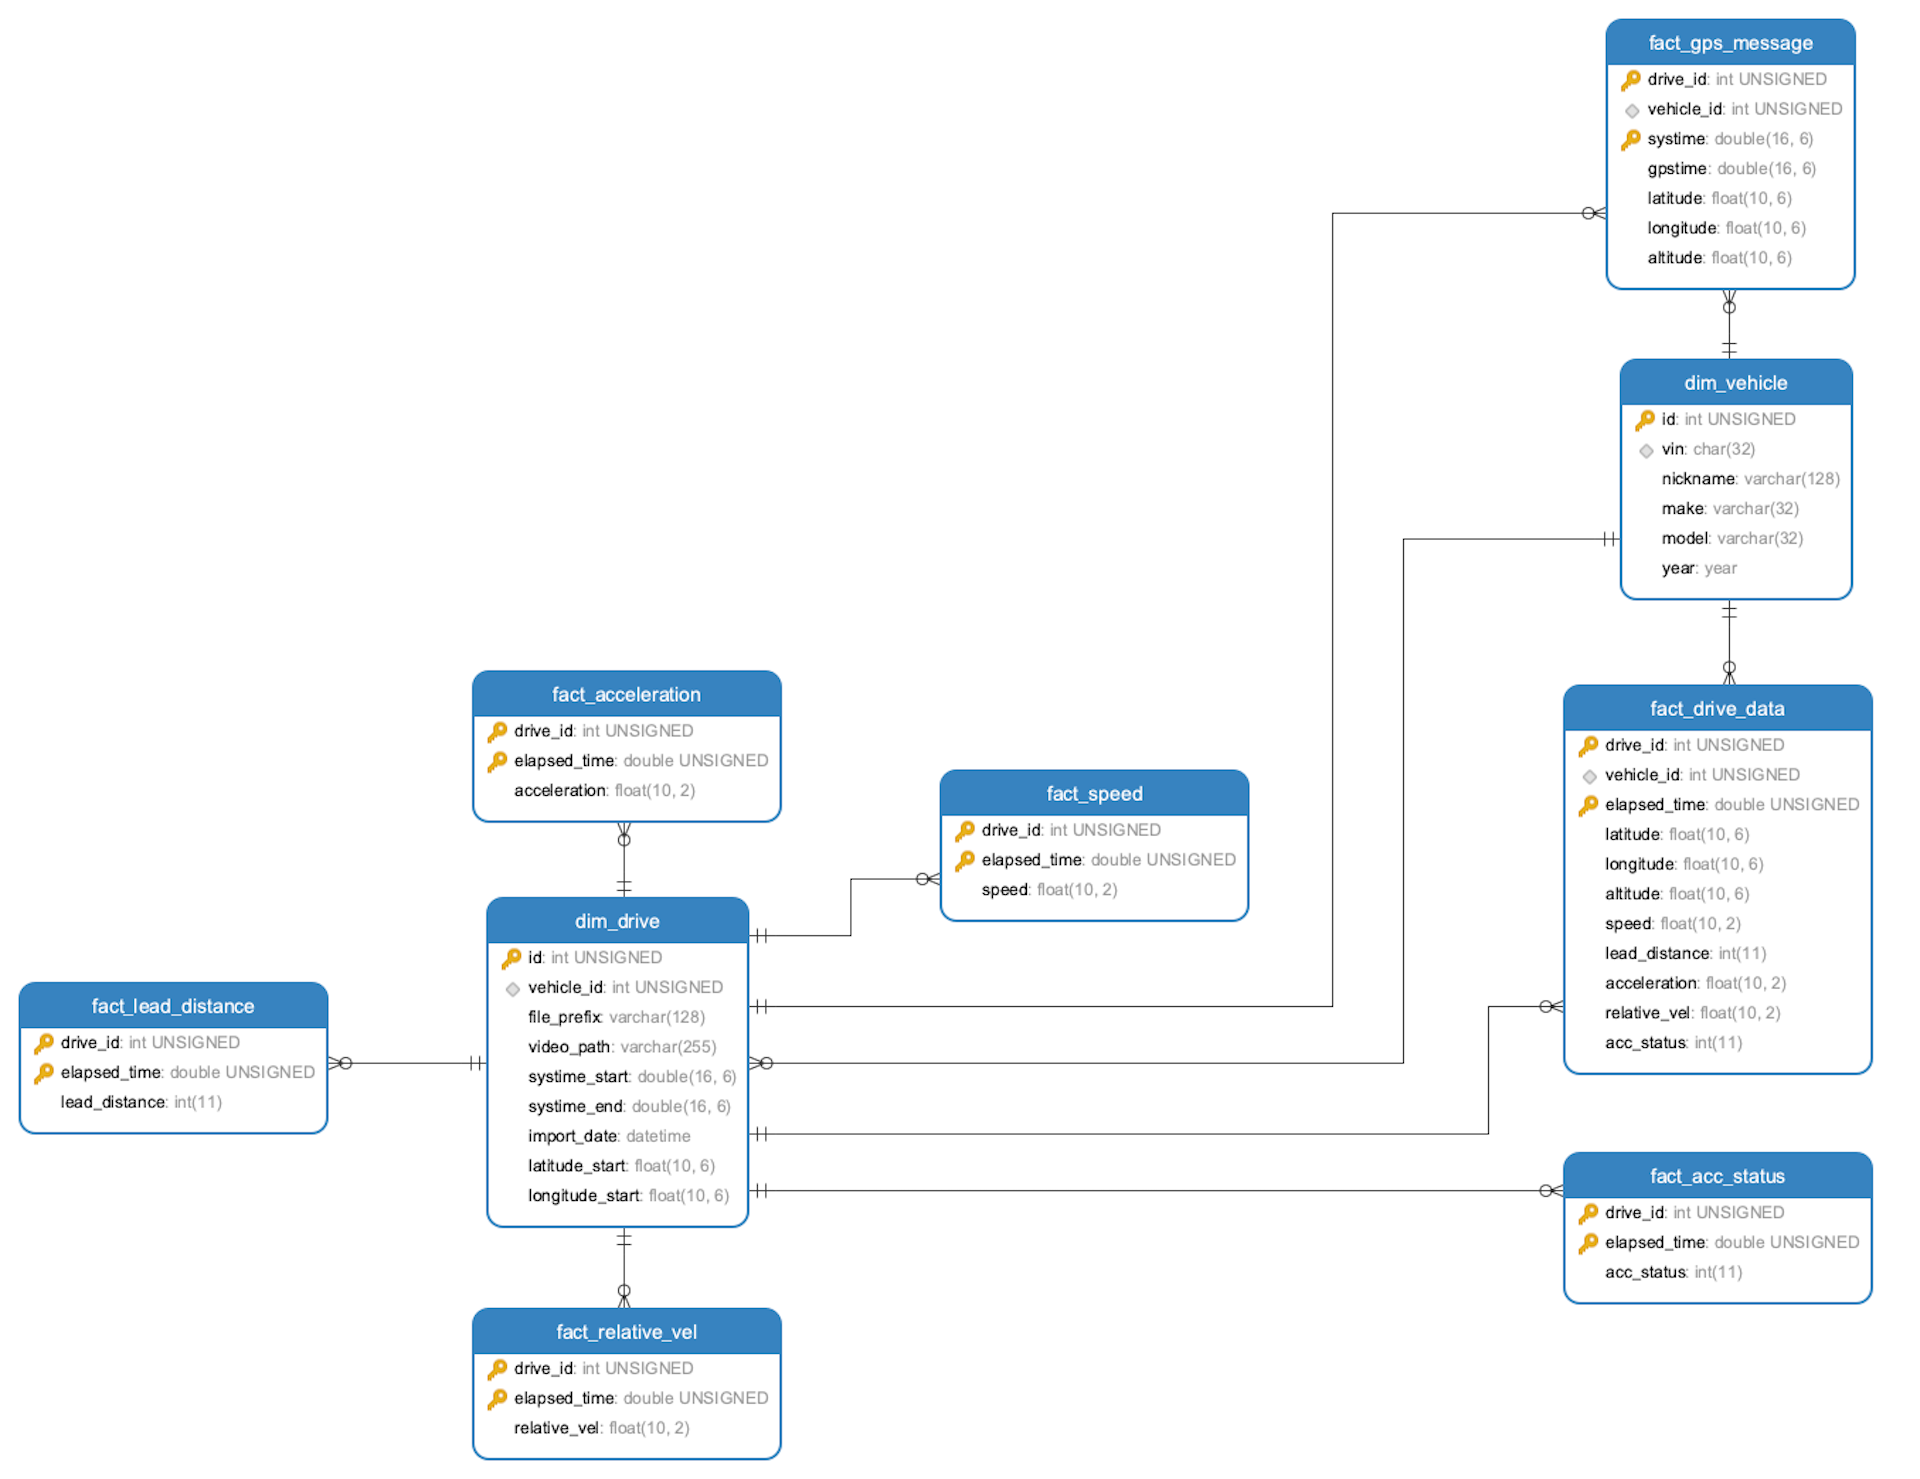 fact_gps_message
drive_id: int UNSIGNED
vehicle_id: int UNSIGNED
systime: double(16, 6)
gpstime: double(16, 6)
latitude: float(10, 6)
longitude: float(10, 6)
altitude: float(10, 6)
dim_vehicle
id: int UNSIGNED
vin: char(32)
nickname: varchar(128)
make: varchar(32)
model: varchar(32)
year: year
fact_acceleration
drive_id: int UNSIGNED
elapsed_time: double UNSIGNED
acceleration: float(10, 2)
fact_speed
drive_id: int UNSIGNED
elapsed_time: double UNSIGNED
speed: float(10, 2)
fact_drive_data
drive_id: int UNSIGNED
vehicle_id: int UNSIGNED
elapsed_time: double UNSIGNED
latitude: float(10, 6)
longitude: float(10, 6)
altitude: float(10, 6)
speed: float(10, 2)
lead_distance: int(11)
acceleration: float(10, 2)
relative_vel: float(10, 2)
acc_status: int(11)
dim_drive
id: int UNSIGNED
vehicle_id: int UNSIGNED
file_prefix: varchar(128)
video_path: varchar(255)
systime_start: double(16, 6)
systime_end: double(16, 6)
import_date: datetime
latitude_start: float(10, 6)
longitude_start: float(10, 6)
fact_lead_distance
drive_id: int UNSIGNED
elapsed_time: double UNSIGNED
lead_distance: int(11)
fact_acc_status
drive_id: int UNSIGNED
elapsed_time: double UNSIGNED
acc_status: int(11)
fact_relative_vel
drive_id: int UNSIGNED
elapsed_time: double UNSIGNED
relative_vel: float(10, 2)